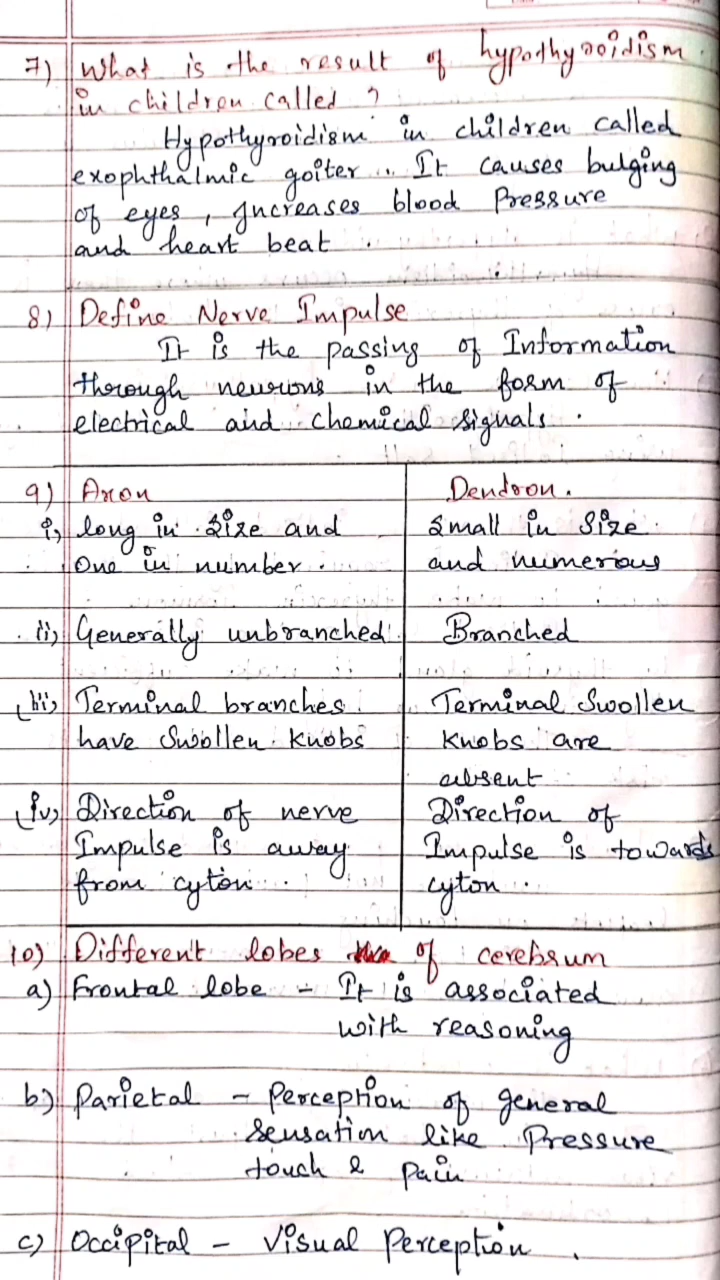 7) What is the result of hypothyroidism
in children called ?
Hypothyroidism in children called
exophthalmic goiter. It causes bulging
of eyes, Increases blood Pressure
and heart beat.
8) Define Nerve Impulse
It is the passing of Information
through neurons in the form of
electrical and chemical signals.
9) Axon Dendron.
i, long in Size and Small in Size
One in number. and numerous
ii, Generally unbranched Branched
iii, Terminal branches Terminal Swollen
have Swollen Knobs Knobs are
absent
iv, Direction of nerve Direction of
Impulse is away Impulse is towards
from cyton. cyton.
10) Different lobes of cerebrum
a) Frontal lobe - It is associated
with reasoning
b) Parietal - Perception of general
Sensation like Pressure
touch & Pain
c) Occipital - Visual Perception.